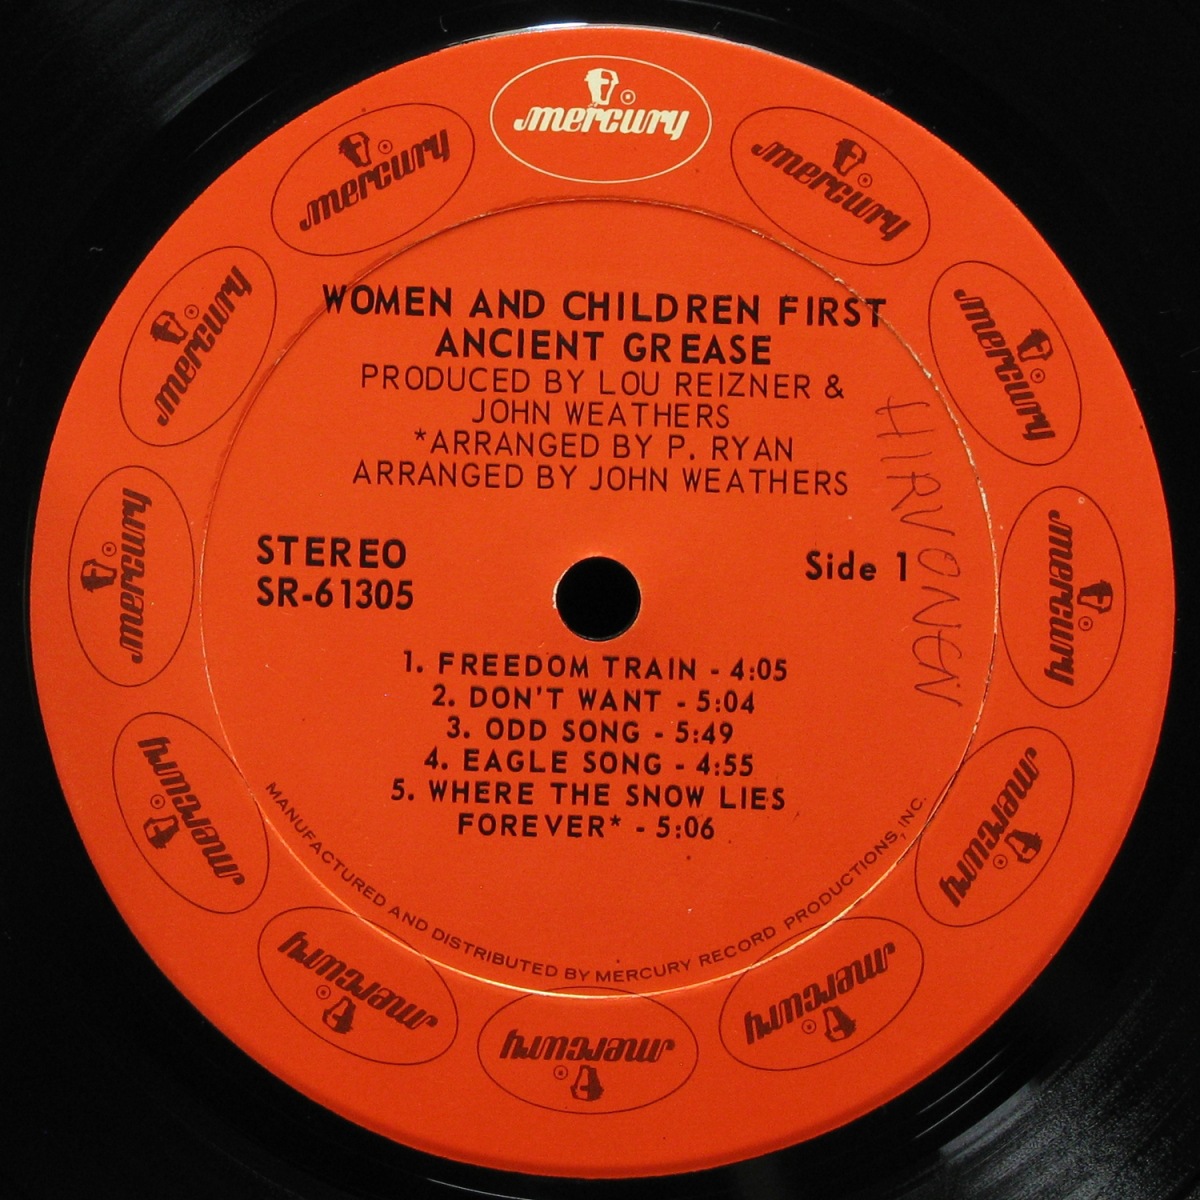 mercury
mercury
mercury
mercury
mercury
mercury
mercury
mercury
mercury
mercury
mercury
mercury
WOMEN AND CHILDREN FIRST
ANCIENT GREASE
PRODUCED BY LOU REIZNER &
JOHN WEATHERS
*ARRANGED BY P. RYAN
ARRANGED BY JOHN WEATHERS
HIRVONEN
STEREO
SR-61305
Side 1
1. FREEDOM TRAIN - 4:05
2. DON'T WANT - 5:04
3. ODD SONG - 5:49
4. EAGLE SONG - 4:55
5. WHERE THE SNOW LIES
FOREVER* - 5:06
MANUFACTURED AND DISTRIBUTED BY MERCURY RECORD PRODUCTIONS, INC.